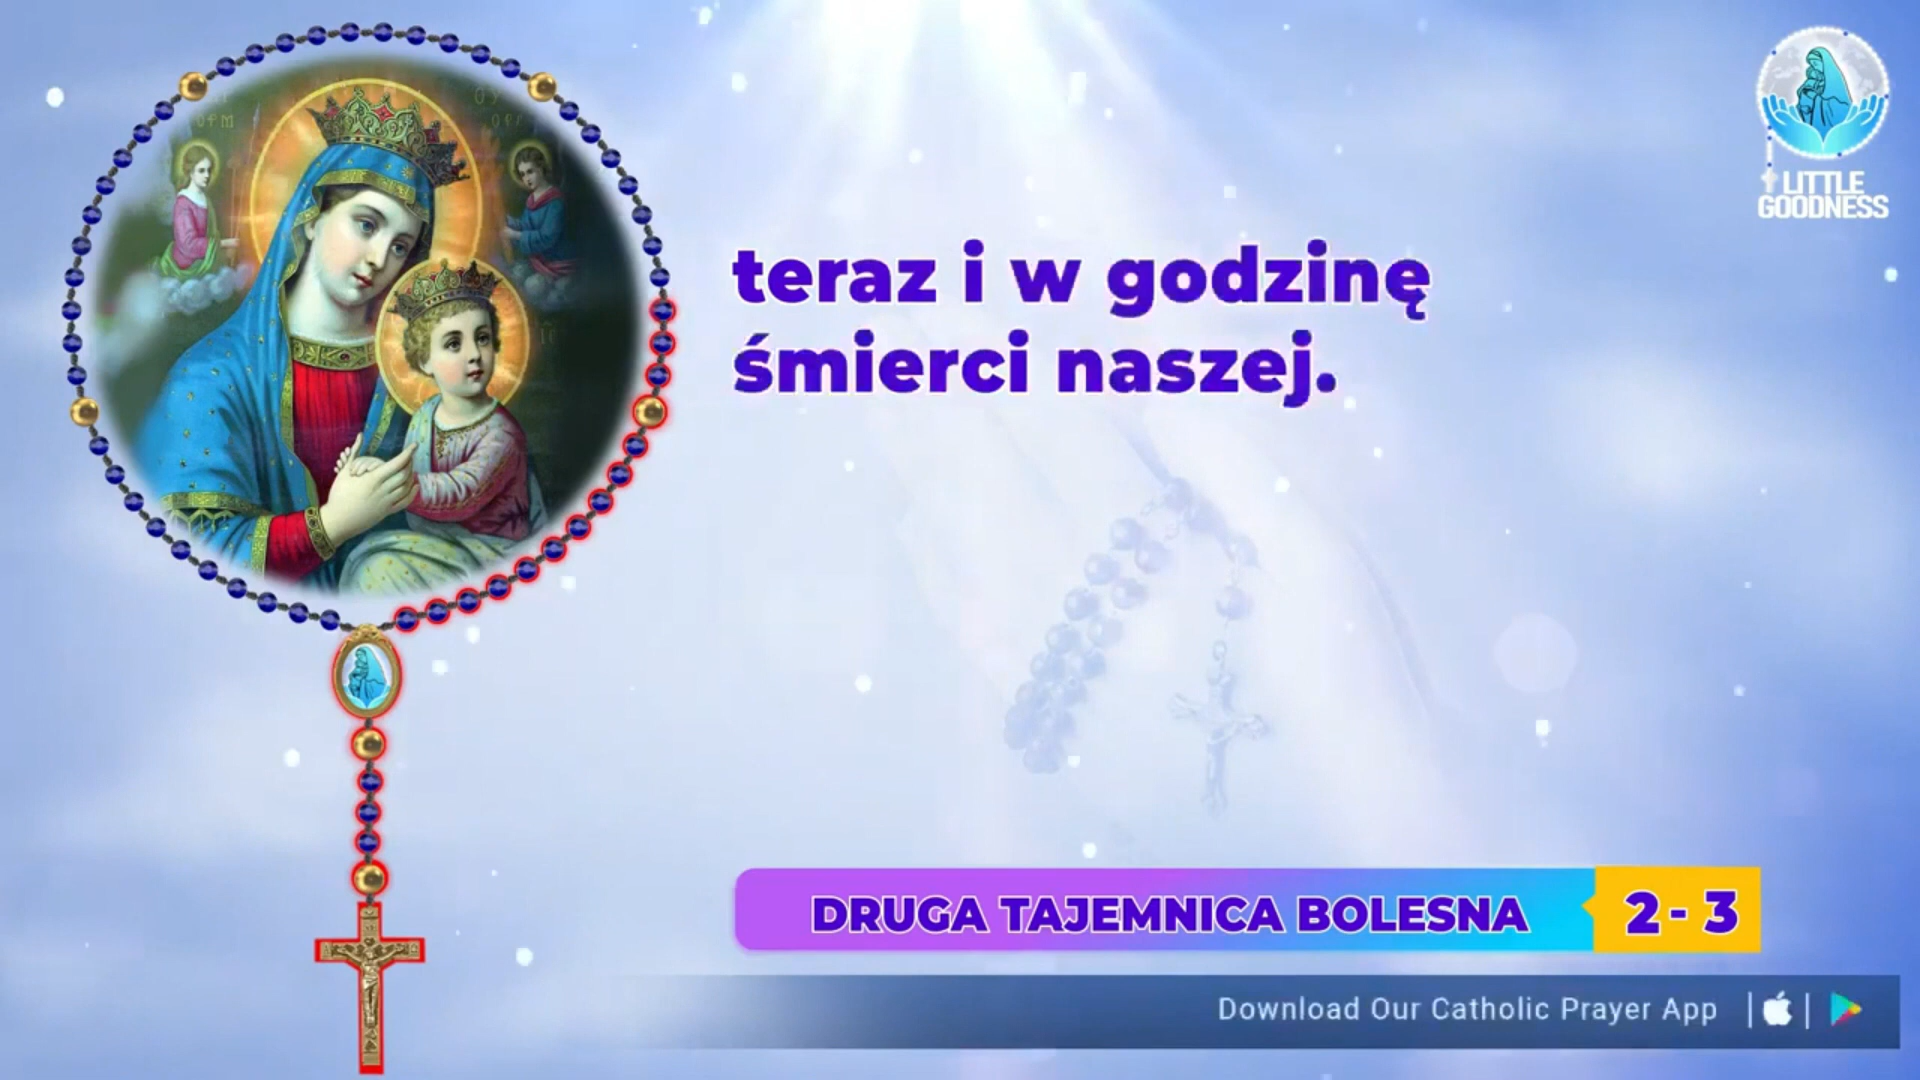 LITTLE
GOODNESS
teraz i w godzinę
śmierci naszej.
DRUGA TAJEMNICA BOLESNA 2 - 3
Download Our Catholic Prayer App